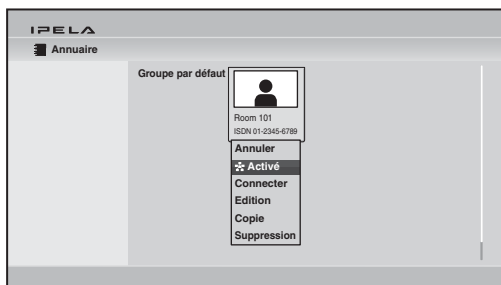 IPELA
Annuaire
Groupe par défaut
Room 101
ISDN 01-2345-6789
Annuler
Activé
Connecter
Edition
Copie
Suppression